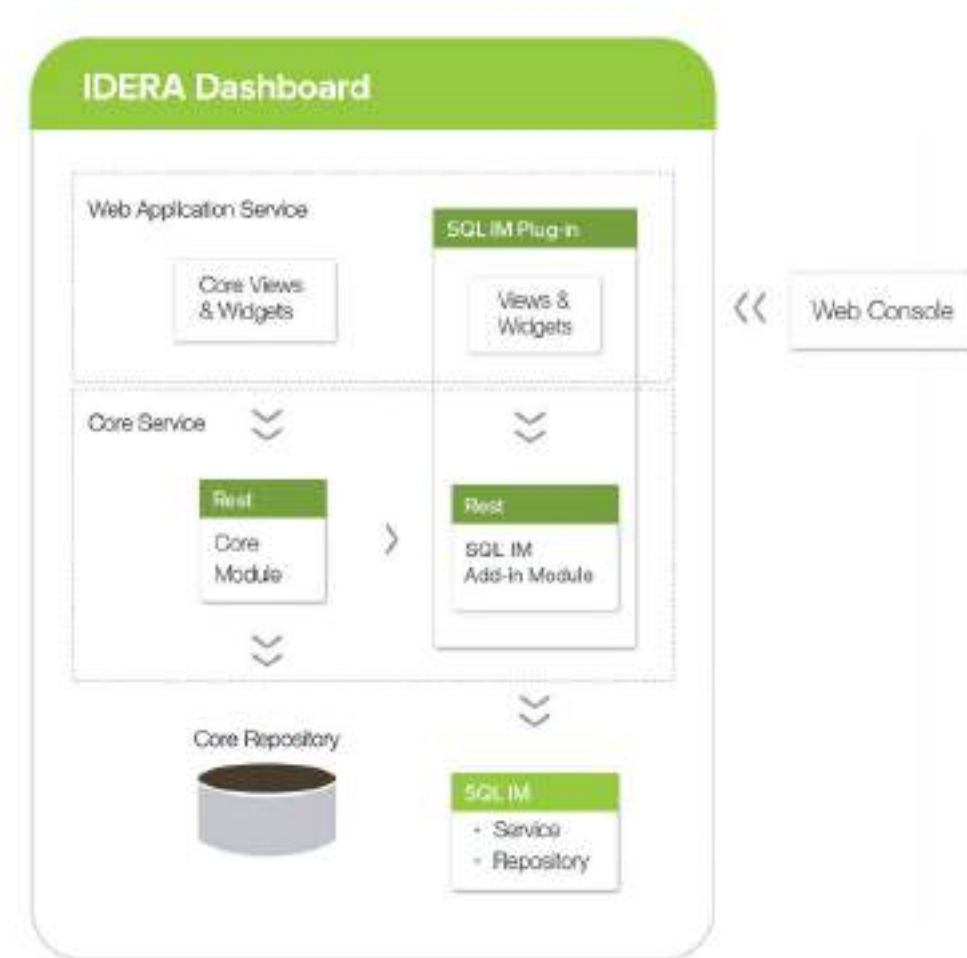 IDERA Dashboard
Web Application Service
SQL IM Plug-in
Core Views
& Widgets
Views &
Widgets
Web Console
Core Service
Rest
Core
Module
Rest
SQL IM
Add-in Module
Core Repository
SQL IM
• Service
• Repository